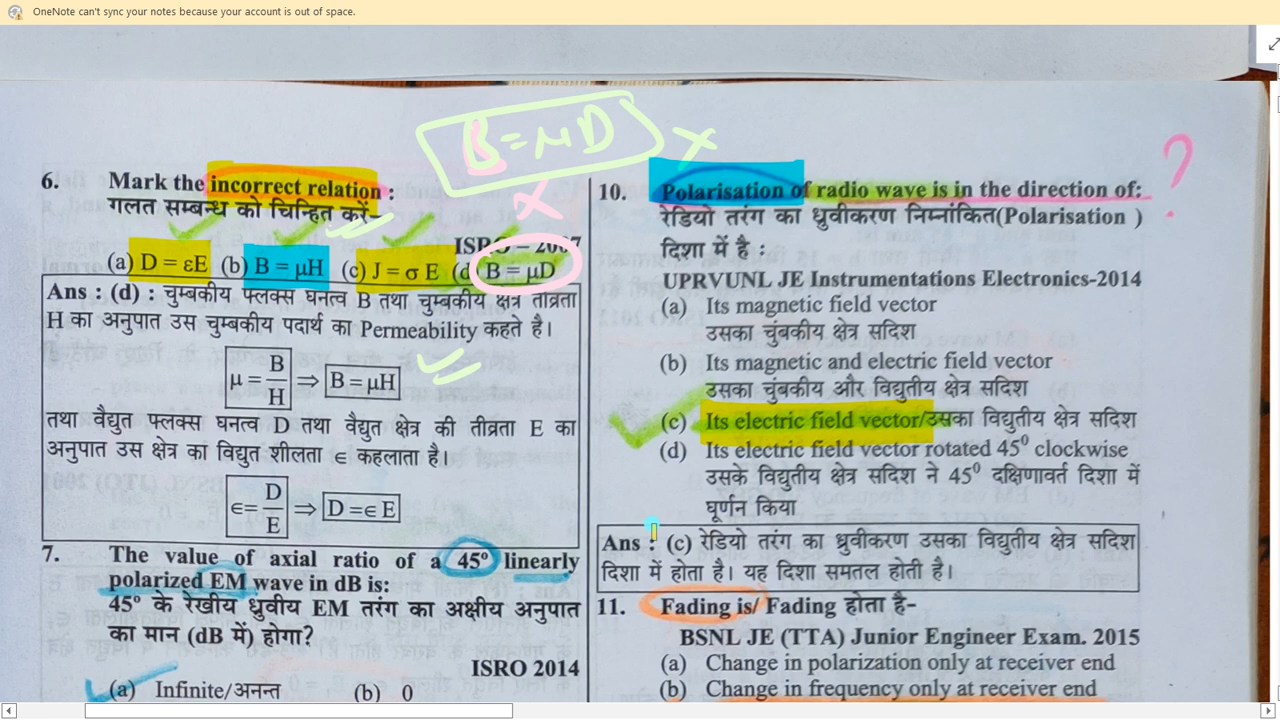 OneNote can't sync your notes because your account is out of space.
B=μD
6. Mark the incorrect relation :
गलत सम्बन्ध को चिन्हित करें–
ISRO – 2007
(a) D = εE (b) B = μH (c) J = σ E (d B = μD
Ans : (d) : चुम्बकीय फ्लक्स घनत्व B तथा चुम्बकीय क्षेत्र तीव्रता
H का अनुपात उस चुम्बकीय पदार्थ का Permeability कहते है।
μ = B/H ⇒ B = μH
तथा वैद्युत फ्लक्स घनत्व D तथा वैद्युत क्षेत्र की तीव्रता E का
अनुपात उस क्षेत्र का विद्युत शीलता ∈ कहलाता है।
∈= D/E ⇒ D =∈ E
7. The value of axial ratio of a 45º linearly
polarized EM wave in dB is:
45º के रेखीय ध्रुवीय EM तरंग का अक्षीय अनुपात
का मान (dB में) होगा?
ISRO 2014
(a) Infinite/अनन्त (b) 0
?
10. Polarisation of radio wave is in the direction of:
रेडियो तरंग का ध्रुवीकरण निम्नांकित(Polarisation )
दिशा में है :
UPRVUNL JE Instrumentations Electronics-2014
(a) Its magnetic field vector
उसका चुंबकीय क्षेत्र सदिश
(b) Its magnetic and electric field vector
उसका चुंबकीय और विद्युतीय क्षेत्र सदिश
(c) Its electric field vector/उसका विद्युतीय क्षेत्र सदिश
(d) Its electric field vector rotated 45⁰ clockwise
उसके विद्युतीय क्षेत्र सदिश ने 45⁰ दक्षिणावर्त दिशा में
घूर्णन किया
Ans : (c) रेडियो तरंग का ध्रुवीकरण उसका विद्युतीय क्षेत्र सदिश
दिशा में होता है। यह दिशा समतल होती है।
11. Fading is/ Fading होता है-
BSNL JE (TTA) Junior Engineer Exam. 2015
(a) Change in polarization only at receiver end
(b) Change in frequency only at receiver end